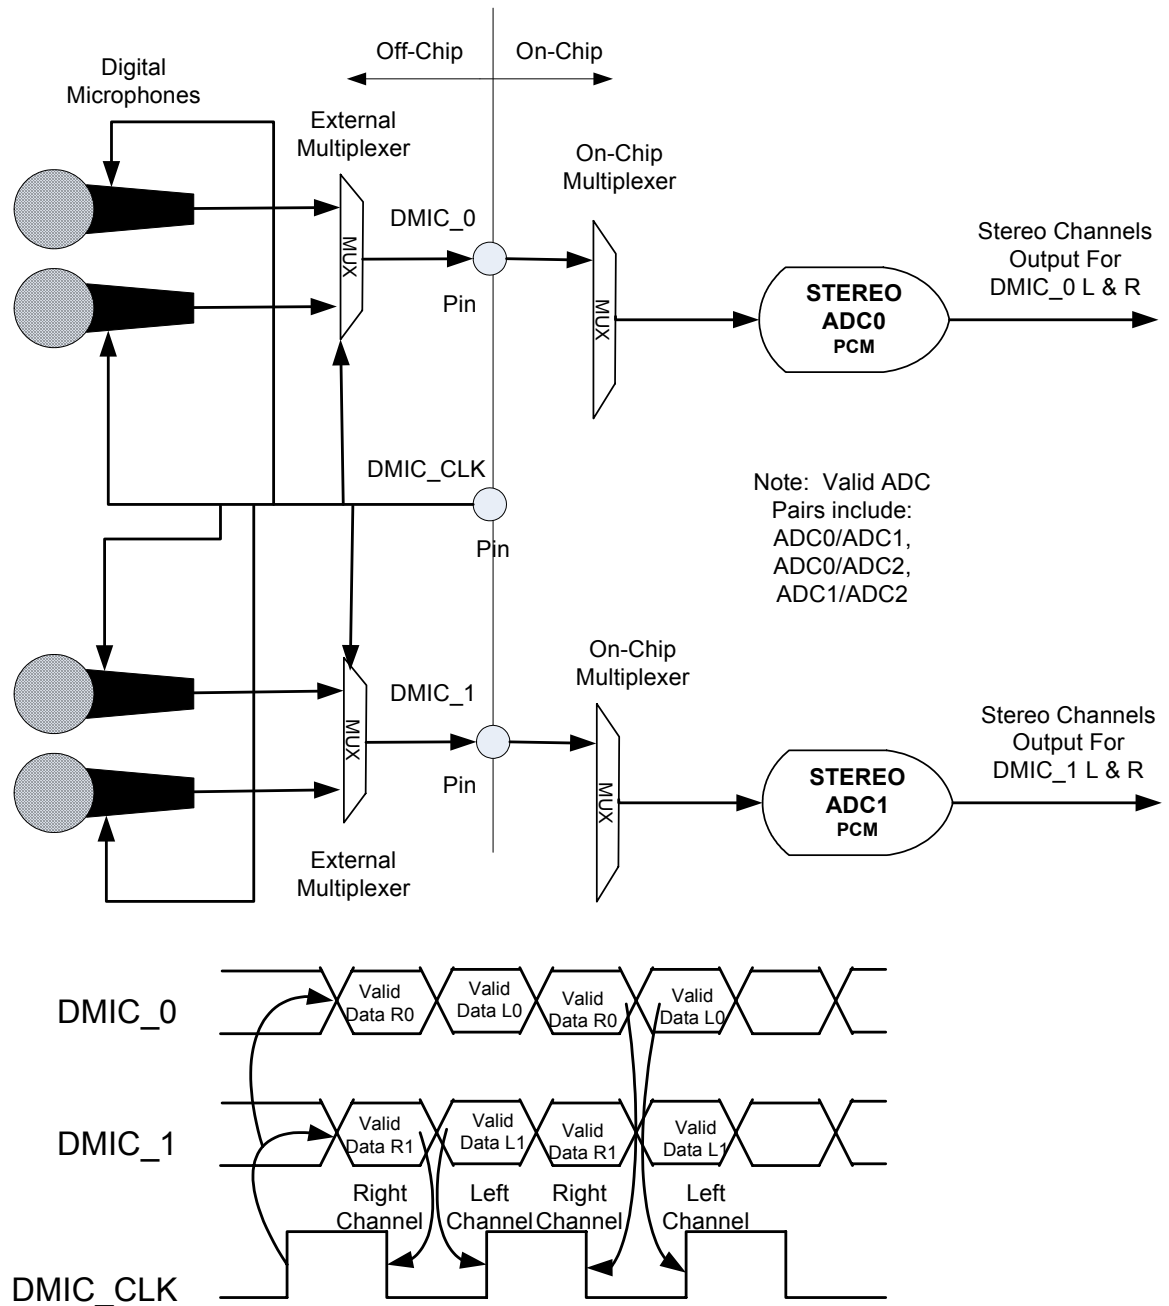 Off-Chip
On-Chip
Digital
Microphones
External
Multiplexer
On-Chip
Multiplexer
MUX
DMIC_0
Pin
MUX
STEREO
ADC0
PCM
Stereo Channels
Output For
DMIC_0 L & R
DMIC_CLK
Pin
Note: Valid ADC
Pairs include:
ADC0/ADC1,
ADC0/ADC2,
ADC1/ADC2
On-Chip
Multiplexer
MUX
DMIC_1
Pin
MUX
STEREO
ADC1
PCM
Stereo Channels
Output For
DMIC_1 L & R
External
Multiplexer
DMIC_0
Valid
Data R0
Valid
Data L0
Valid
Data R0
Valid
Data L0
DMIC_1
Valid
Data R1
Valid
Data L1
Valid
Data R1
Valid
Data L1
Right
Channel
Left
Channel
Right
Channel
Left
Channel
DMIC_CLK